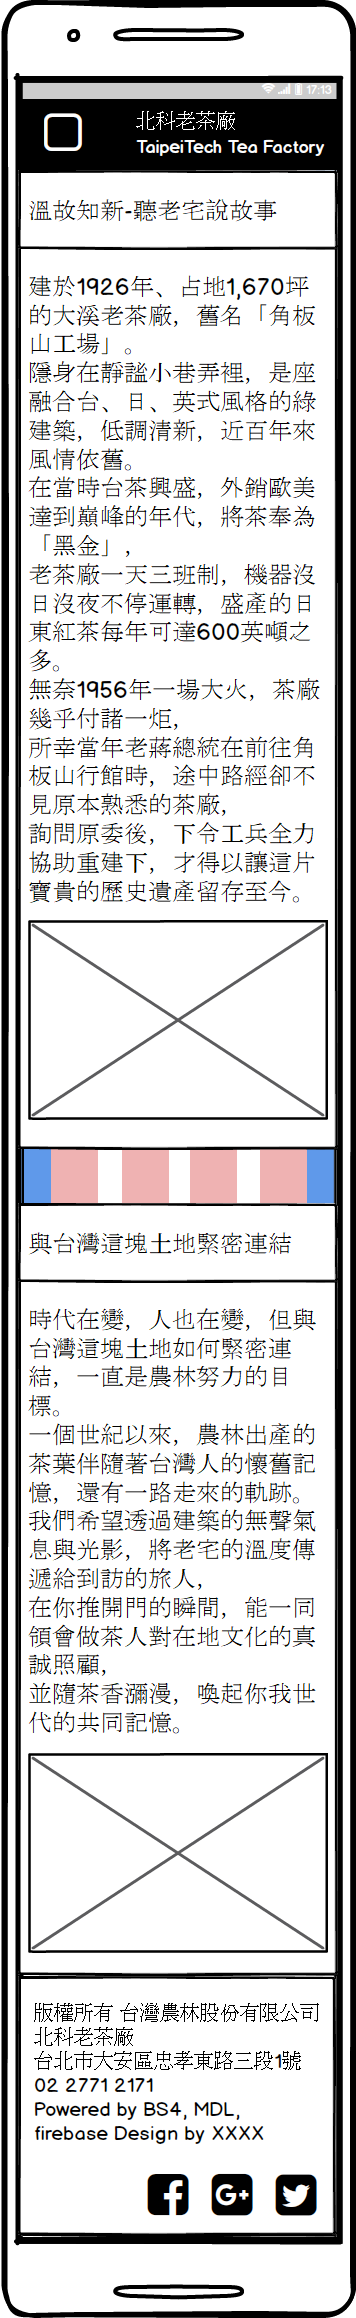 17:13
北科老茶廠
TaipeiTech Tea Factory
溫故知新-聽老宅說故事
建於1926年、占地1,670坪
的大溪老茶廠，舊名「角板
山工場」。
隱身在靜謐小巷弄裡，是座
融合台、日、英式風格的綠
建築，低調清新，近百年來
風情依舊。
在當時台茶興盛，外銷歐美
達到巔峰的年代，將茶奉為
「黑金」，
老茶廠一天三班制，機器沒
日沒夜不停運轉，盛產的日
東紅茶每年可達600英噸之
多。
無奈1956年一場大火，茶廠
幾乎付諸一炬，
所幸當年老蔣總統在前往角
板山行館時，途中路經卻不
見原本熟悉的茶廠，
詢問原委後，下令工兵全力
協助重建下，才得以讓這片
寶貴的歷史遺產留存至今。
與台灣這塊土地緊密連結
時代在變，人也在變，但與
台灣這塊土地如何緊密連
結，一直是農林努力的目
標。
一個世紀以來，農林出產的
茶葉伴隨著台灣人的懷舊記
憶，還有一路走來的軌跡。
我們希望透過建築的無聲氣
息與光影，將老宅的溫度傳
遞給到訪的旅人，
在你推開門的瞬間，能一同
領會做茶人對在地文化的真
誠照顧，
並隨茶香瀰漫，喚起你我世
代的共同記憶。
版權所有 台灣農林股份有限公司
北科老茶廠
台北市大安區忠孝東路三段1號
02 2771 2171
Powered by BS4, MDL,
firebase Design by XXXX